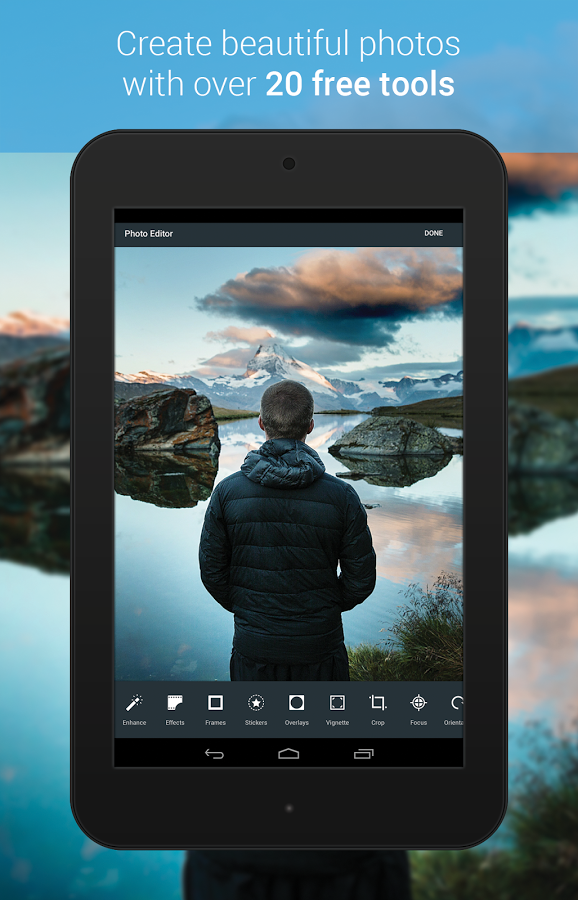 Create beautiful photos
with over 20 free tools
Photo Editor DONE
Enhance Effects Frames Stickers Overlays Vignette Crop Focus Orienta